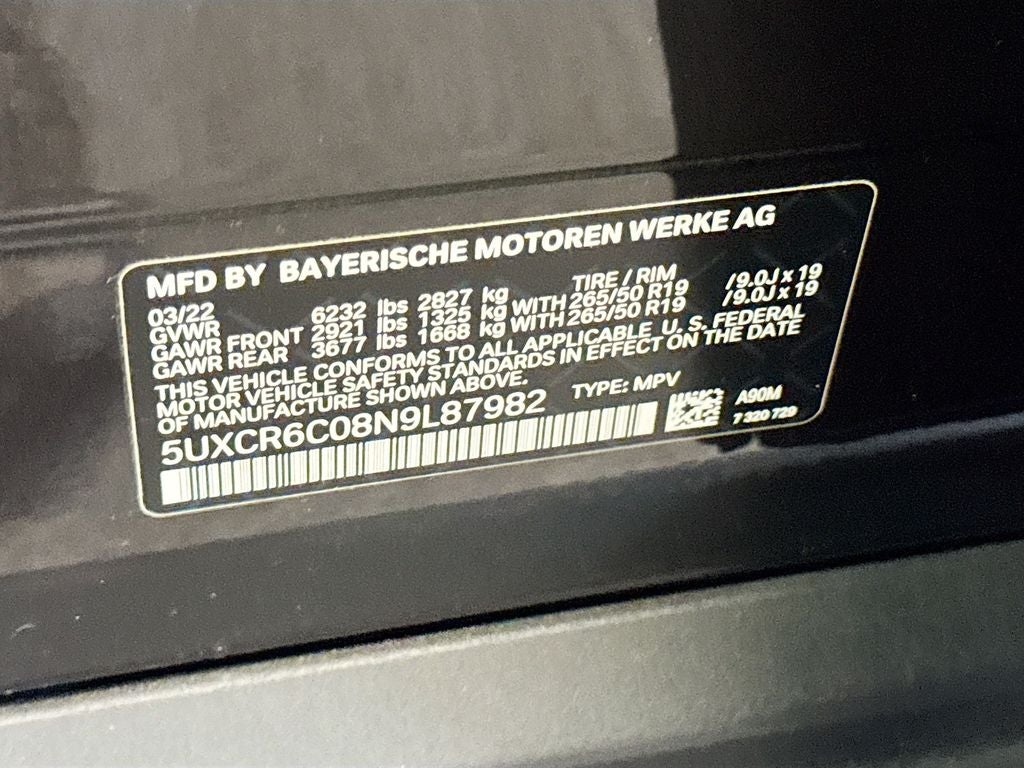 MFD BY BAYERISCHE MOTOREN WERKE AG
03/22 TIRE / RIM
GVWR 6232 lbs 2827 kg
GAWR FRONT 2921 lbs 1325 kg WITH 265/50 R19 /9.0J x 19
GAWR REAR 3677 lbs 1668 kg WITH 265/50 R19 /9.0J x 19
THIS VEHICLE CONFORMS TO ALL APPLICABLE U. S. FEDERAL
MOTOR VEHICLE SAFETY STANDARDS IN EFFECT ON THE DATE
OF MANUFACTURE SHOWN ABOVE.
5UXCR6C08N9L87982 TYPE: MPV
A90M
7 320 729